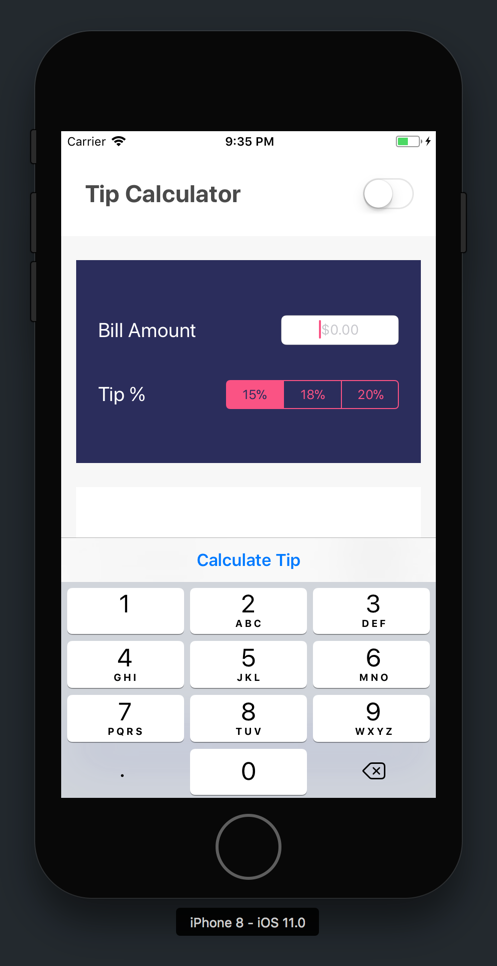 Carrier 9:35 PM
Tip Calculator
Bill Amount $0.00
Tip % 15% 18% 20%
Calculate Tip
1 2 3
ABC DEF
4 5 6
GHI JKL MNO
7 8 9
PQRS TUV WXYZ
. 0
iPhone 8 - iOS 11.0